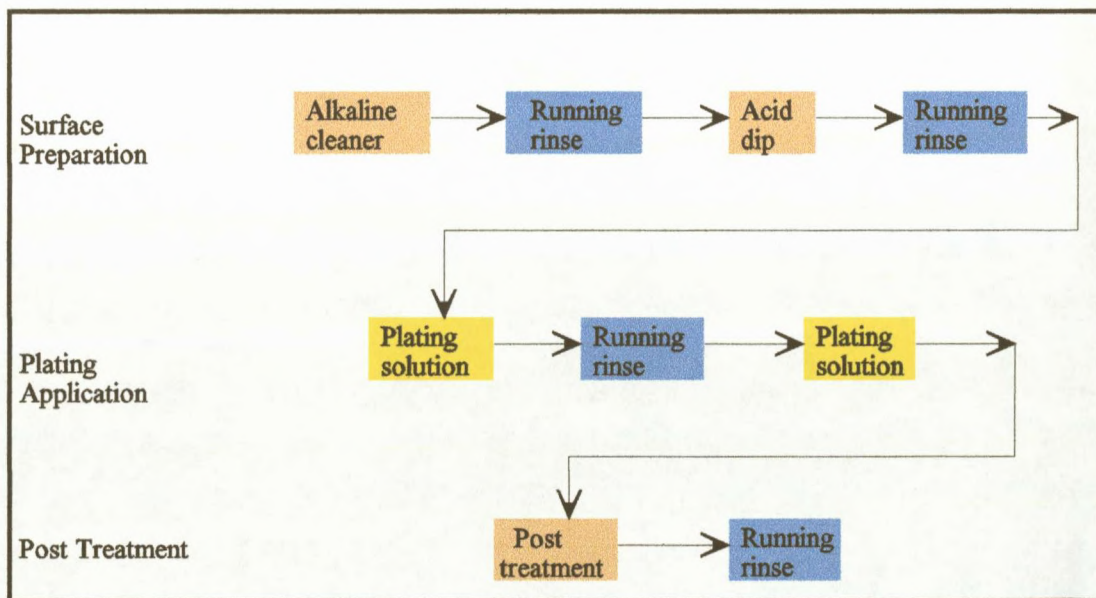 Surface
Preparation
Alkaline
cleaner
Running
rinse
Acid
dip
Running
rinse
Plating
Application
Plating
solution
Running
rinse
Plating
solution
Post Treatment
Post
treatment
Running
rinse